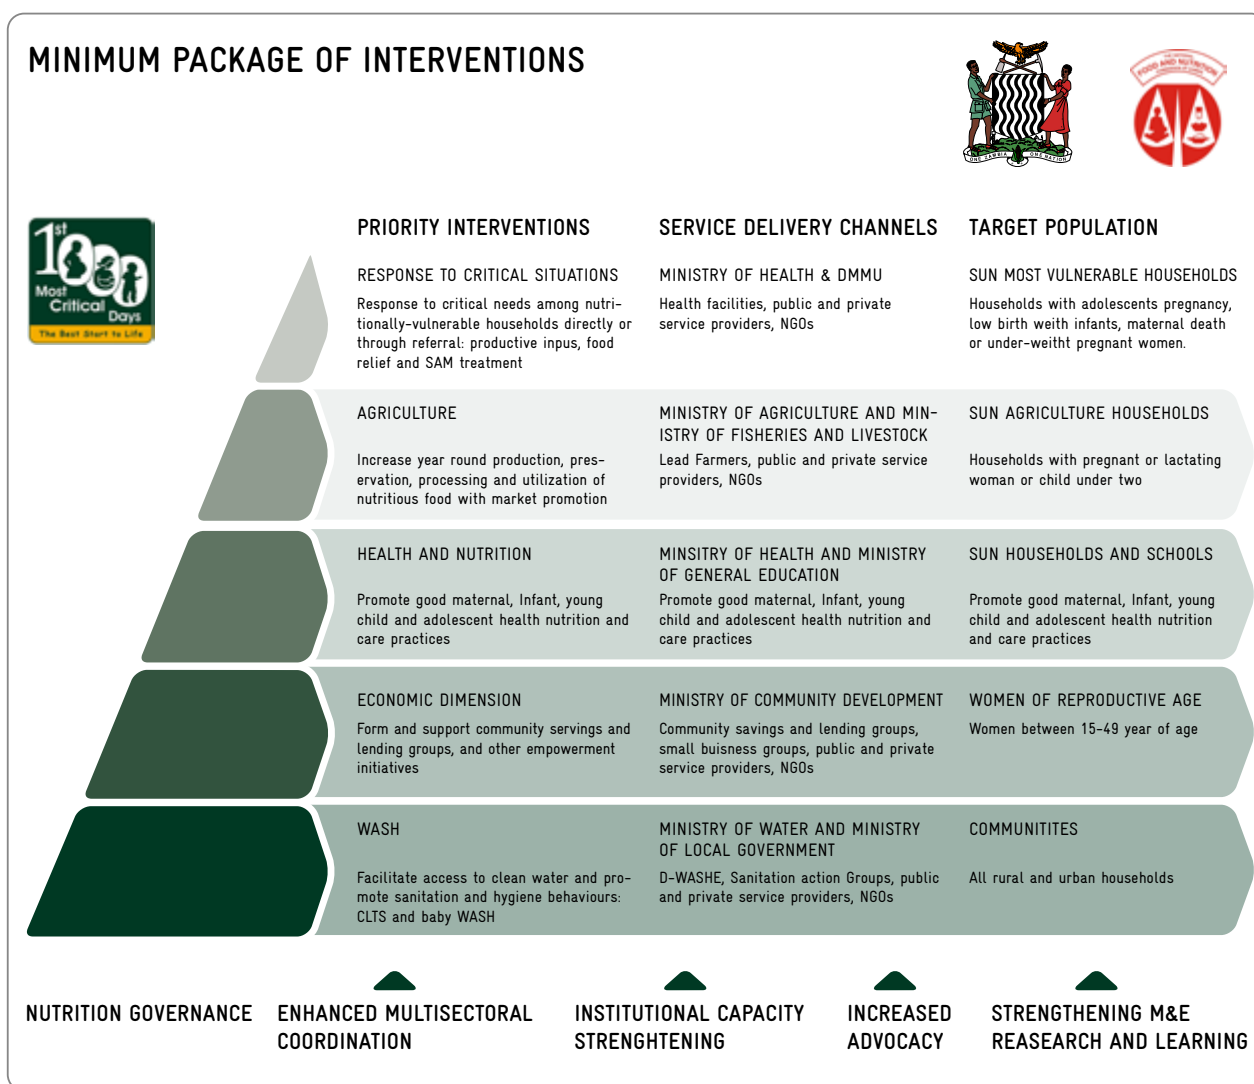 MINIMUM PACKAGE OF INTERVENTIONS
ONE ZAMBIA ONE NATION
FOOD AND NUTRITION
1st
1000
Most
Critical
Days
The Best Start to Life
PRIORITY INTERVENTIONS
SERVICE DELIVERY CHANNELS
TARGET POPULATION
RESPONSE TO CRITICAL SITUATIONS
Response to critical needs among nutri-
tionally-vulnerable households directly or
through referral: productive inpus, food
relief and SAM treatment
MINISTRY OF HEALTH & DMMU
Health facilities, public and private
service providers, NGOs
SUN MOST VULNERABLE HOUSEHOLDS
Households with adolescents pregnancy,
low birth weith infants, maternal death
or under-weitht pregnant women.
AGRICULTURE
Increase year round production, pres-
ervation, processing and utilization of
nutritious food with market promotion
MINISTRY OF AGRICULTURE AND MIN-
ISTRY OF FISHERIES AND LIVESTOCK
Lead Farmers, public and private service
providers, NGOs
SUN AGRICULTURE HOUSEHOLDS
Households with pregnant or lactating
woman or child under two
HEALTH AND NUTRITION
Promote good maternal, Infant, young
child and adolescent health nutrition and
care practices
MINSITRY OF HEALTH AND MINISTRY
OF GENERAL EDUCATION
Promote good maternal, Infant, young
child and adolescent health nutrition and
care practices
SUN HOUSEHOLDS AND SCHOOLS
Promote good maternal, Infant, young
child and adolescent health nutrition
and care practices
ECONOMIC DIMENSION
Form and support community servings and
lending groups, and other empowerment
initiatives
MINISTRY OF COMMUNITY DEVELOPMENT
Community savings and lending groups,
small buisness groups, public and private
service providers, NGOs
WOMEN OF REPRODUCTIVE AGE
Women between 15-49 year of age
WASH
Facilitate access to clean water and pro-
mote sanitation and hygiene behaviours:
CLTS and baby WASH
MINISTRY OF WATER AND MINISTRY
OF LOCAL GOVERNMENT
D-WASHE, Sanitation action Groups, public
and private service providers, NGOs
COMMUNITITES
All rural and urban households
NUTRITION GOVERNANCE
ENHANCED MULTISECTORAL
COORDINATION
INSTITUTIONAL CAPACITY
STRENGHTENING
INCREASED
ADVOCACY
STRENGTHENING M&E
REASEARCH AND LEARNING